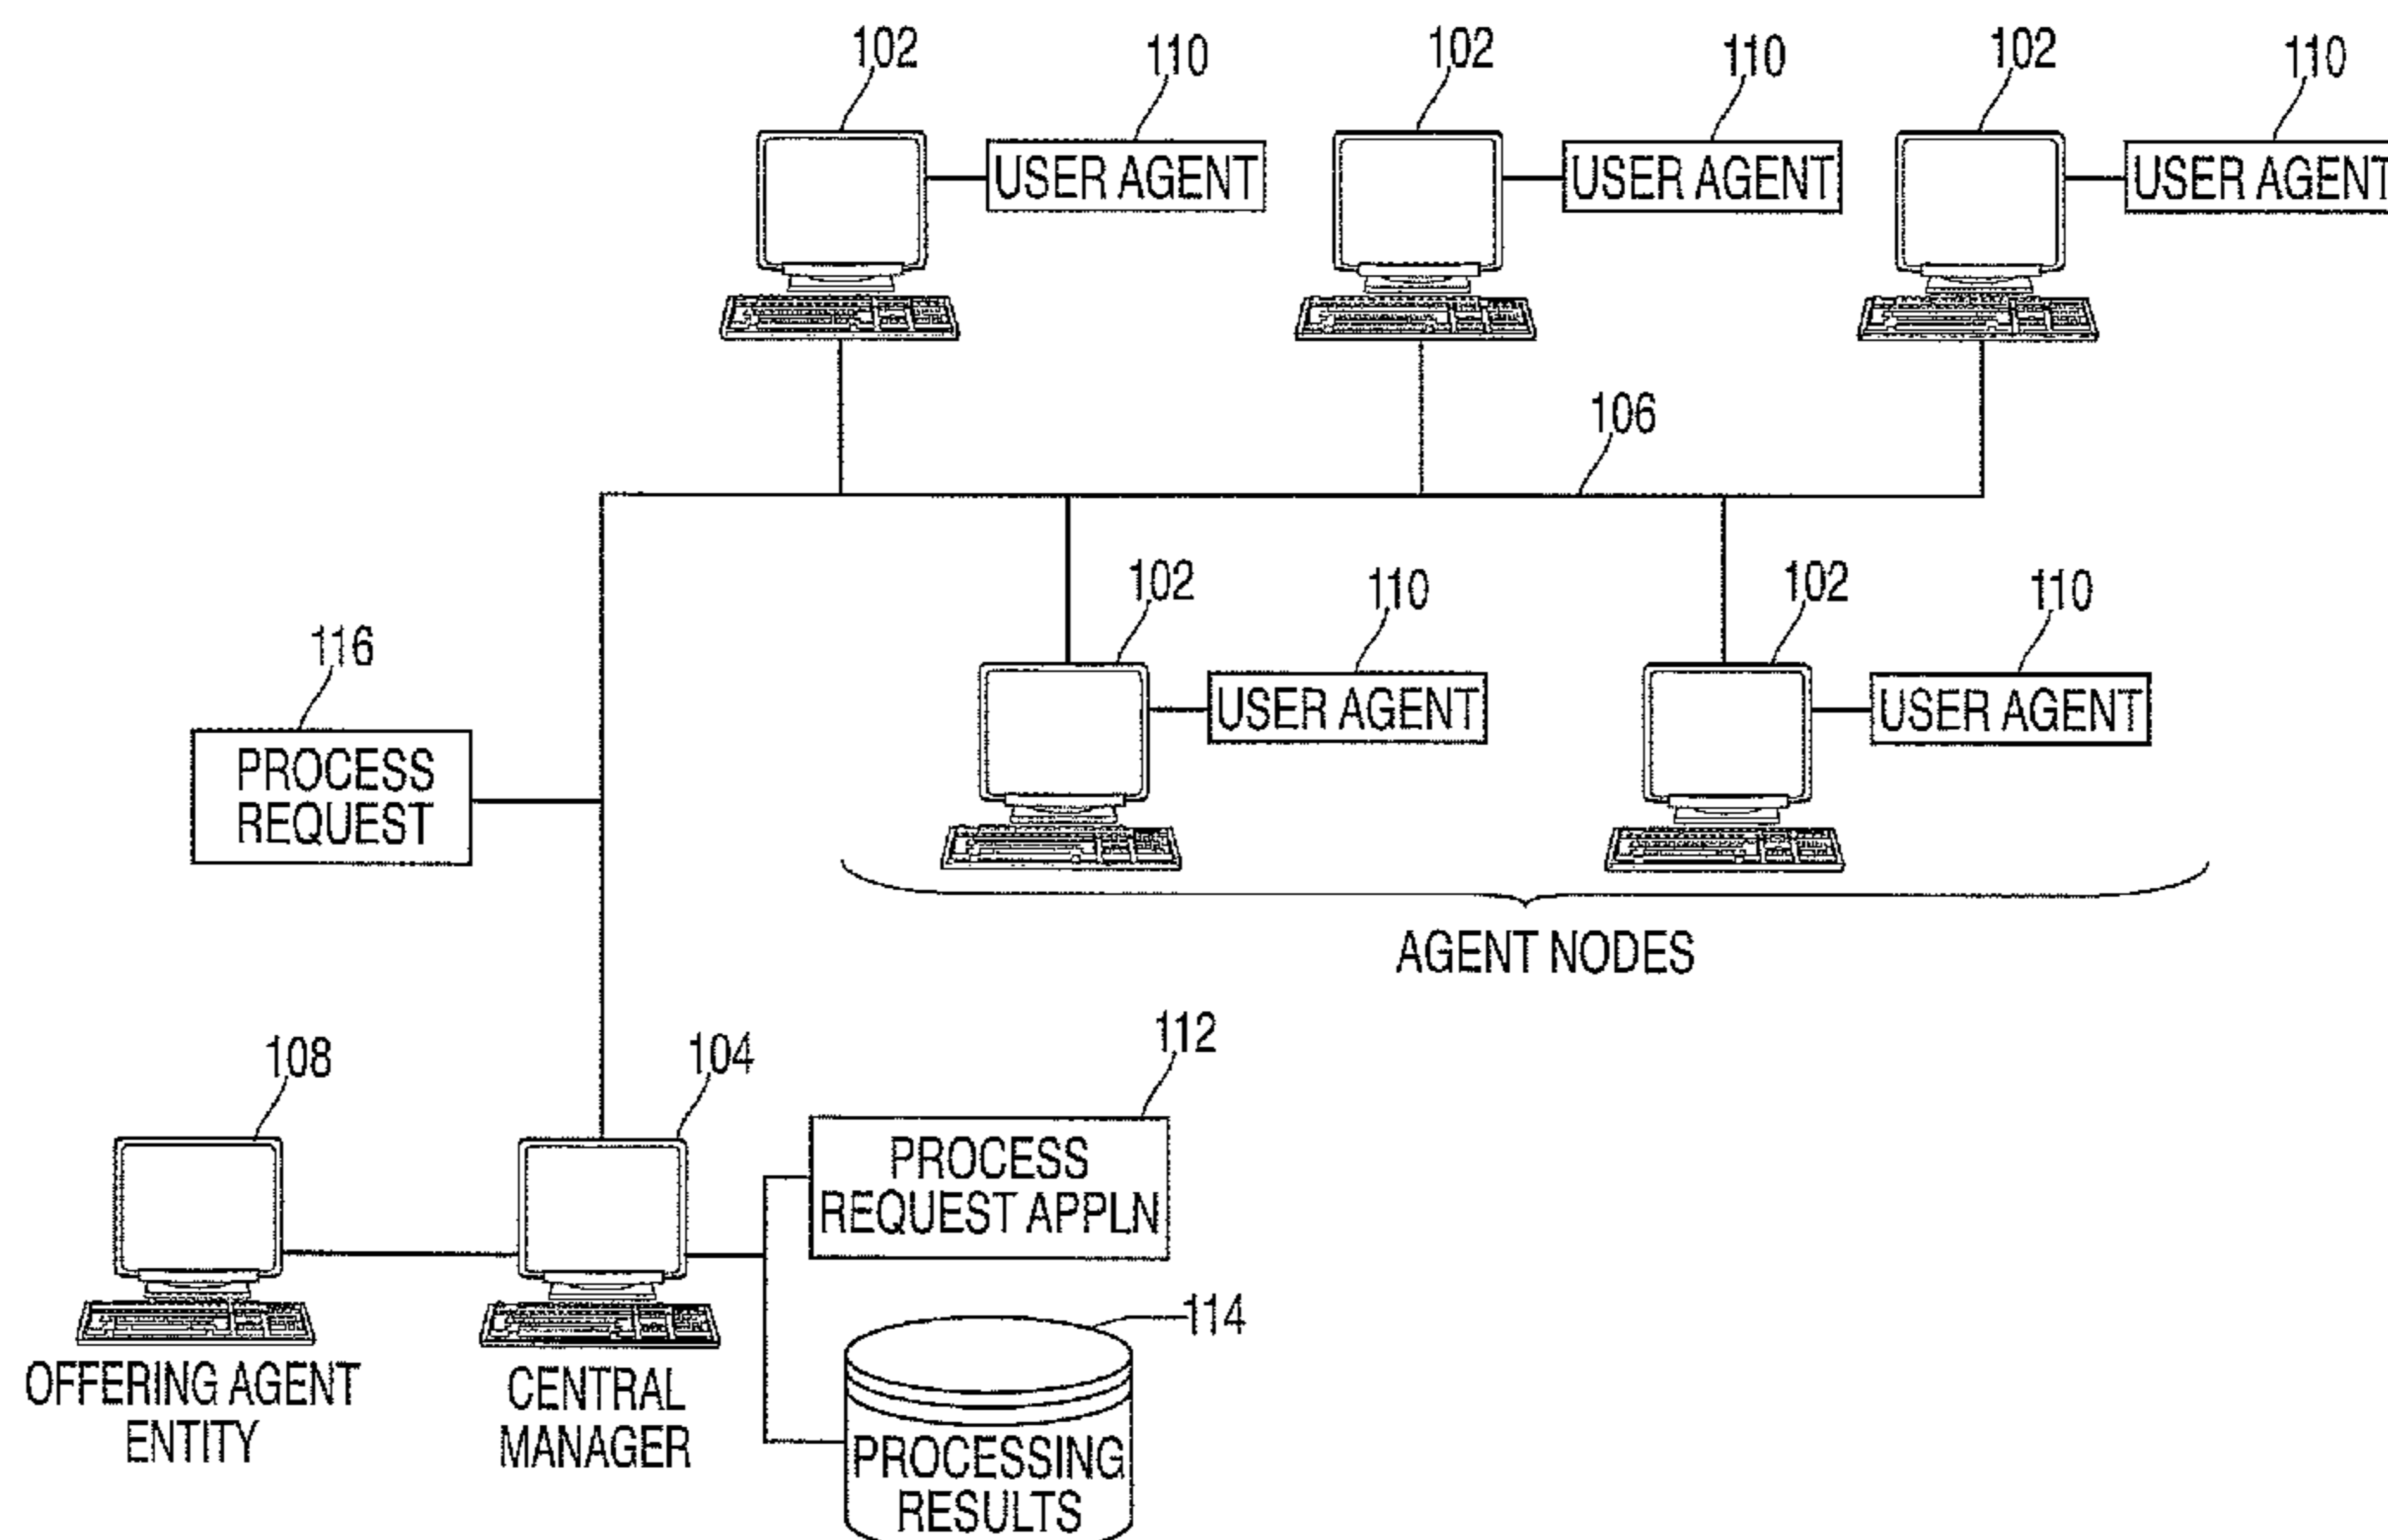 102
110
102
110
102
110
USER AGENT
USER AGENT
USER AGENT
106
102
110
102
110
116
USER AGENT
USER AGENT
PROCESS
REQUEST
AGENT NODES
108
104
112
PROCESS
REQUEST APPLN
114
OFFERING AGENT
ENTITY
CENTRAL
MANAGER
PROCESSING
RESULTS